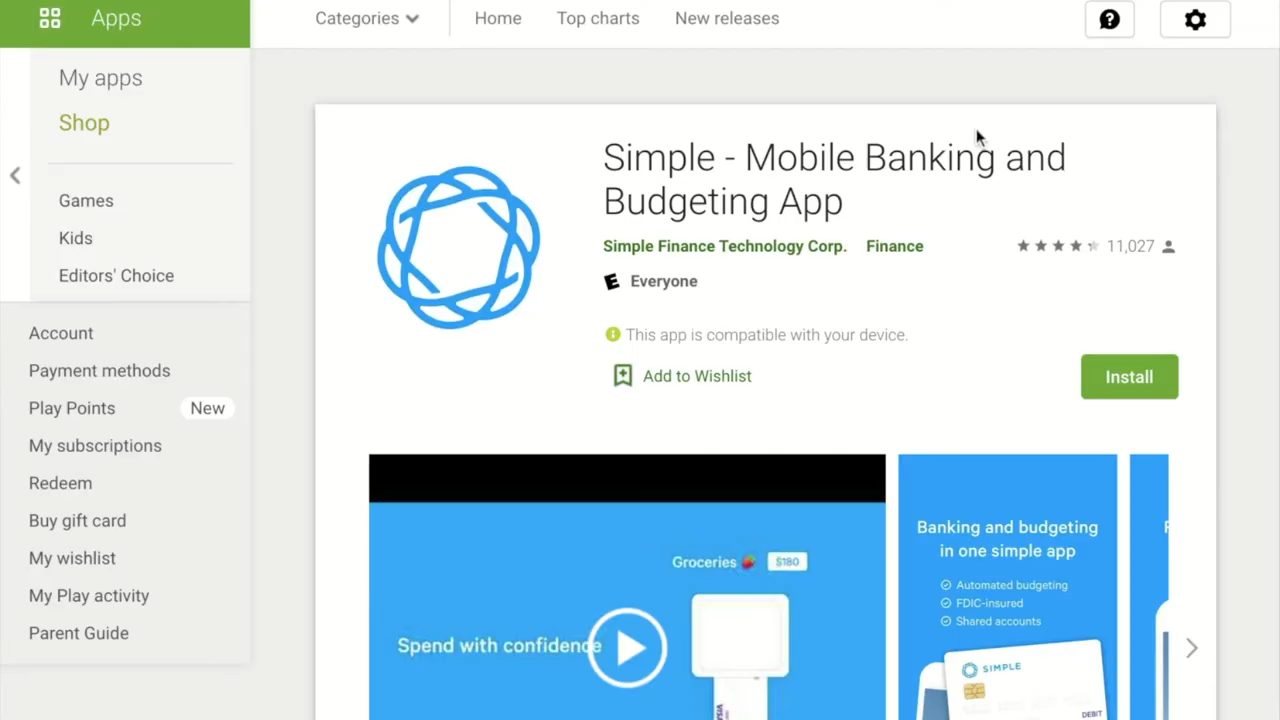 Apps
Categories
Home
Top charts
New releases
My apps
Shop
Games
Kids
Editors' Choice
Account
Payment methods
Play Points
New
My subscriptions
Redeem
Buy gift card
My wishlist
My Play activity
Parent Guide
Simple - Mobile Banking and
Budgeting App
Simple Finance Technology Corp.
Finance
11,027
E
Everyone
This app is compatible with your device.
Add to Wishlist
Install
Groceries
$180
Spend with confidence
VISA
Banking and budgeting
in one simple app
Automated budgeting
FDIC-insured
Shared accounts
SIMPLE
DEBIT